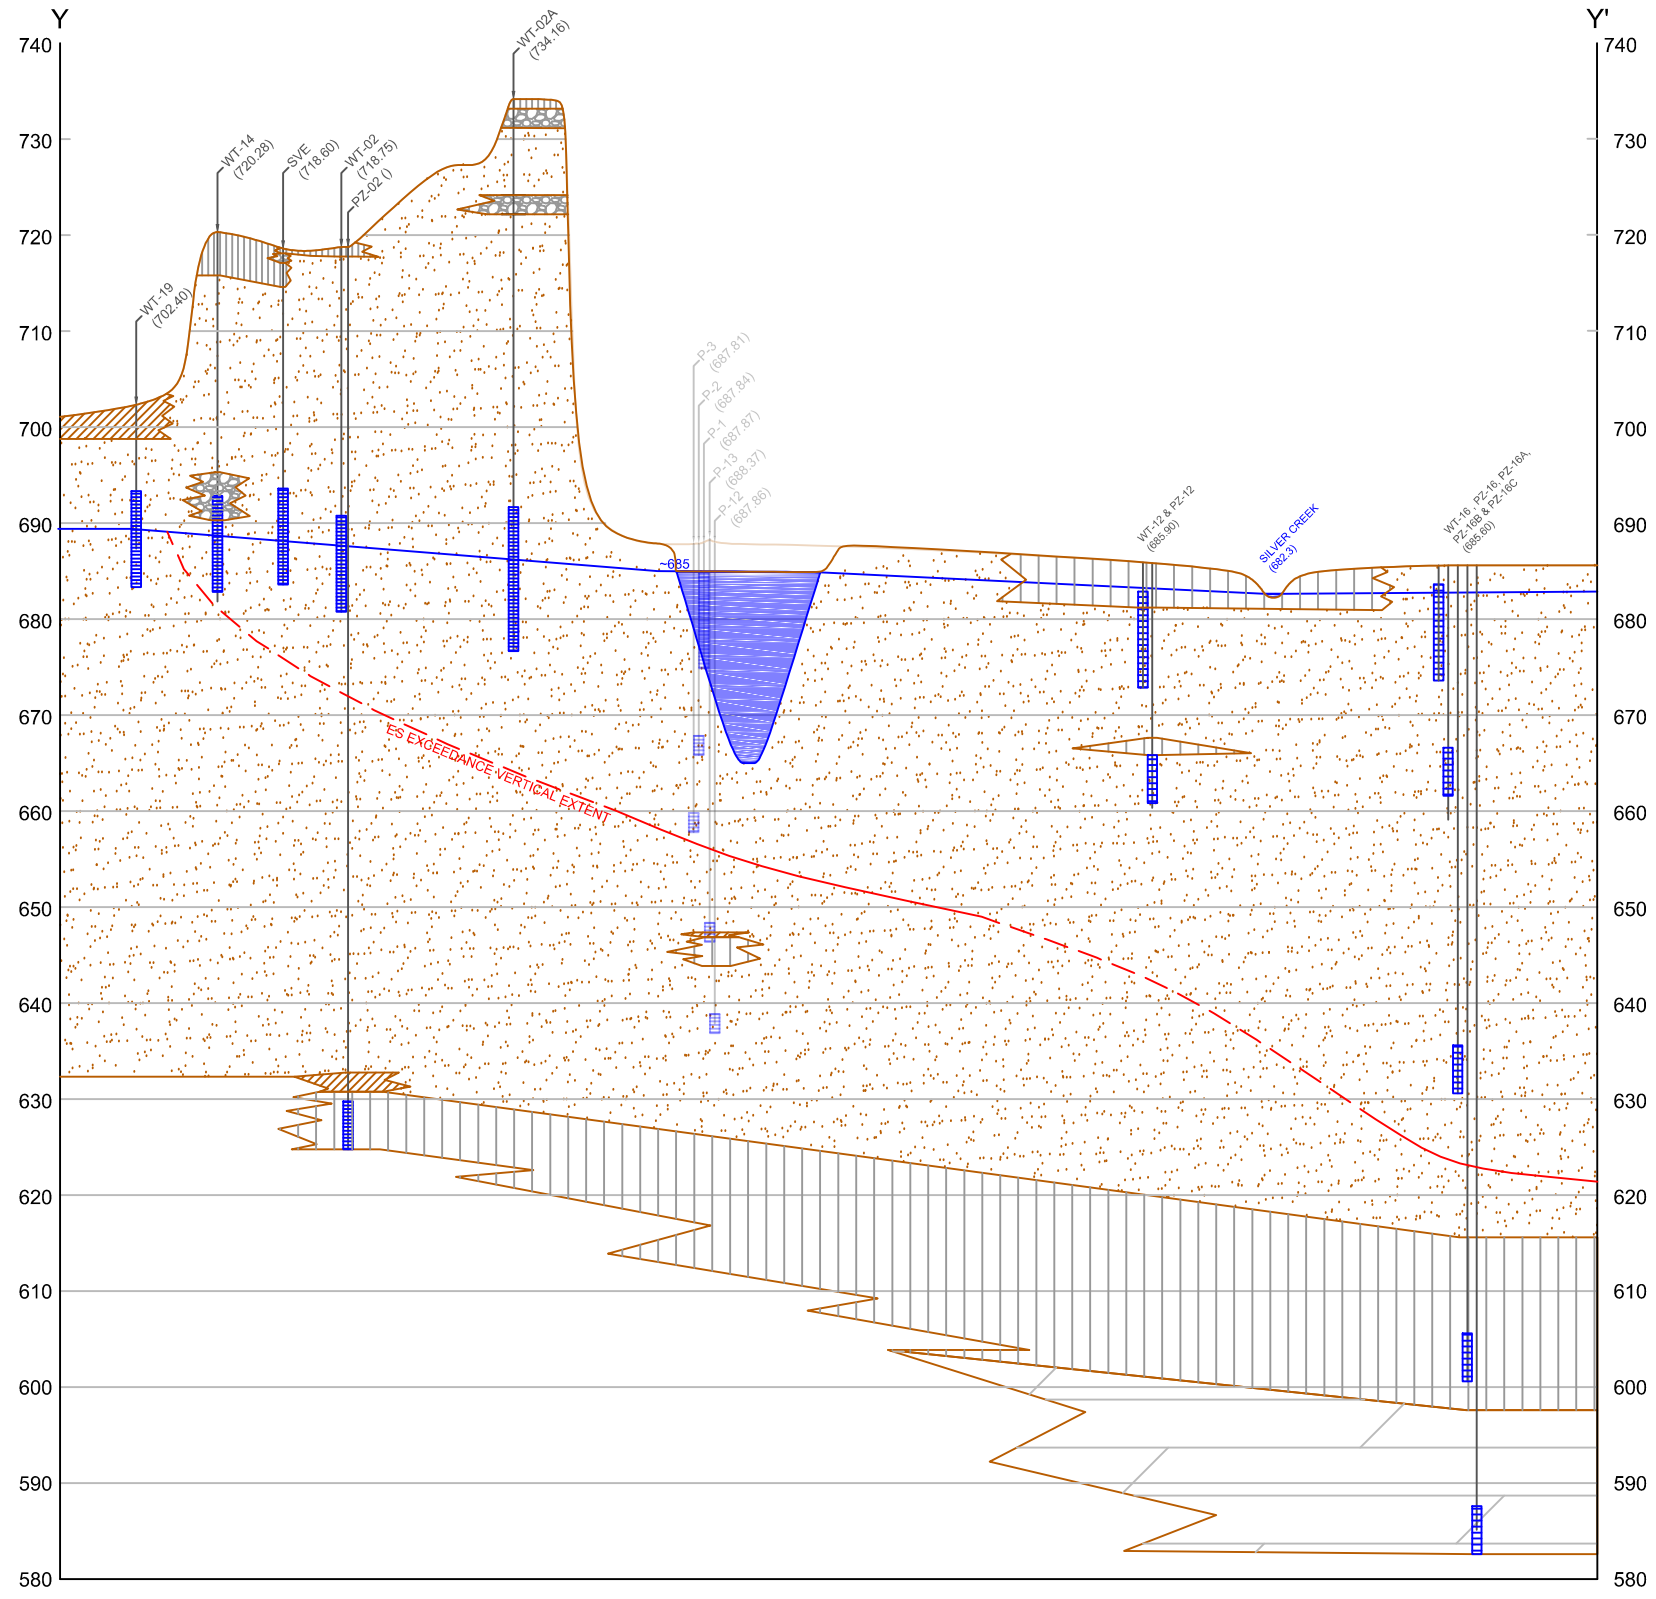 Y
Y'
WT-02A
(734.16)
740
740
WT-14
(720.28)
SVE
(718.60)
WT-02
(718.75)
PZ-02 ()
730
730
720
720
WT-19
(702.40)
710
710
P-3
(687.81)
P-2
(687.84)
P-1
(687.87)
P-13
(688.37)
P-12
(687.86)
700
700
WT-12 & PZ-12
(685.90)
SILVER CREEK
(682.3)
WT-16 , PZ-16, PZ-16A,
PZ-16B & PZ-16C
(685.60)
690
690
~685
680
680
670
670
ES EXCEEDANCE VERTICAL EXTENT
660
660
650
650
640
640
630
630
620
620
610
610
600
600
590
590
580
580